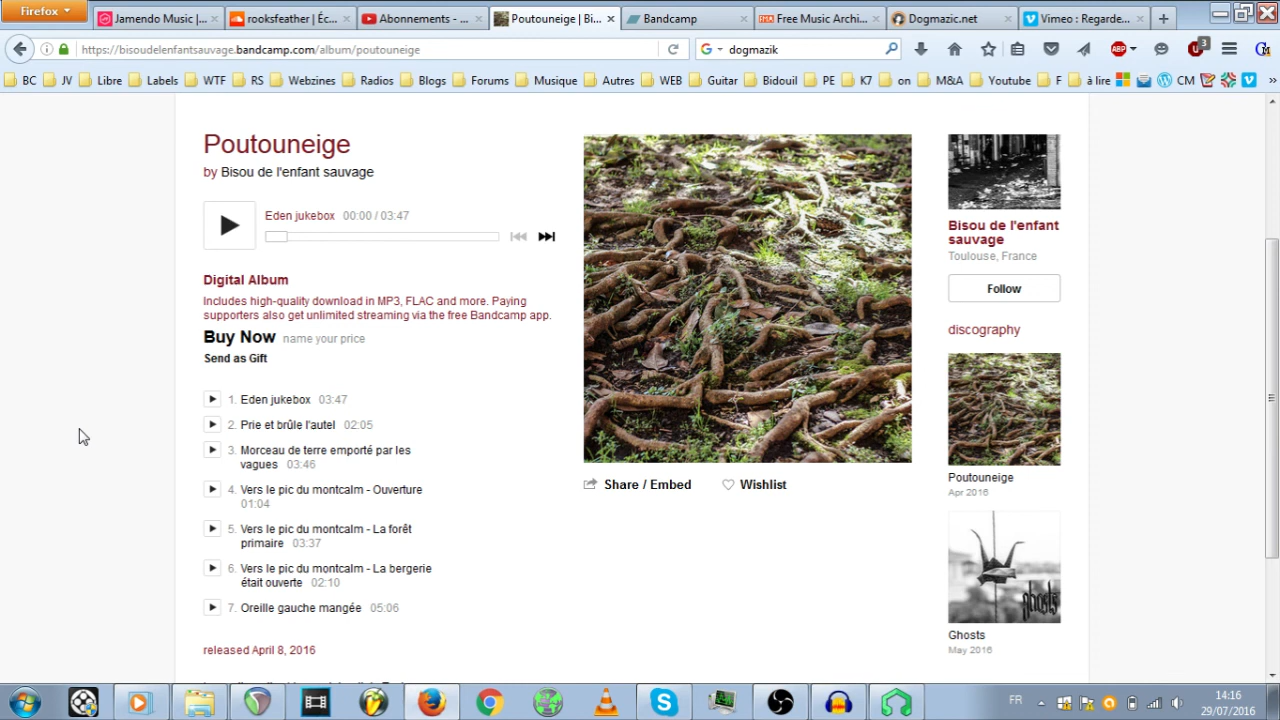 Firefox
Jamendo Music |...
rooksfeather | Éc...
Abonnements - ...
Poutouneige | Bi...
Bandcamp
Free Music Archi...
Dogmazic.net
Vimeo : Regarde...
https://bisoudelenfantsauvage.bandcamp.com/album/poutouneige
dogmazik
ABP
3
BC
JV
Libre
Labels
WTF
RS
Webzines
Radios
Blogs
Forums
Musique
Autres
WEB
Guitar
Bidouil
PE
K7
on
M&A
Youtube
F
à lire
CM
Poutouneige
by Bisou de l'enfant sauvage
Eden jukebox 00:00 / 03:47
Digital Album
Includes high-quality download in MP3, FLAC and more. Paying
supporters also get unlimited streaming via the free Bandcamp app.
Buy Now name your price
Send as Gift
1. Eden jukebox 03:47
2. Prie et brûle l'autel 02:05
3. Morceau de terre emporté par les
vagues 03:46
4. Vers le pic du montcalm - Ouverture
01:04
5. Vers le pic du montcalm - La forêt
primaire 03:37
6. Vers le pic du montcalm - La bergerie
était ouverte 02:10
7. Oreille gauche mangée 05:06
released April 8, 2016
Share / Embed
Wishlist
Bisou de l'enfant
sauvage
Toulouse, France
Follow
discography
Poutouneige
Apr 2016
ghosts
Ghosts
May 2016
FR
14:16
29/07/2016